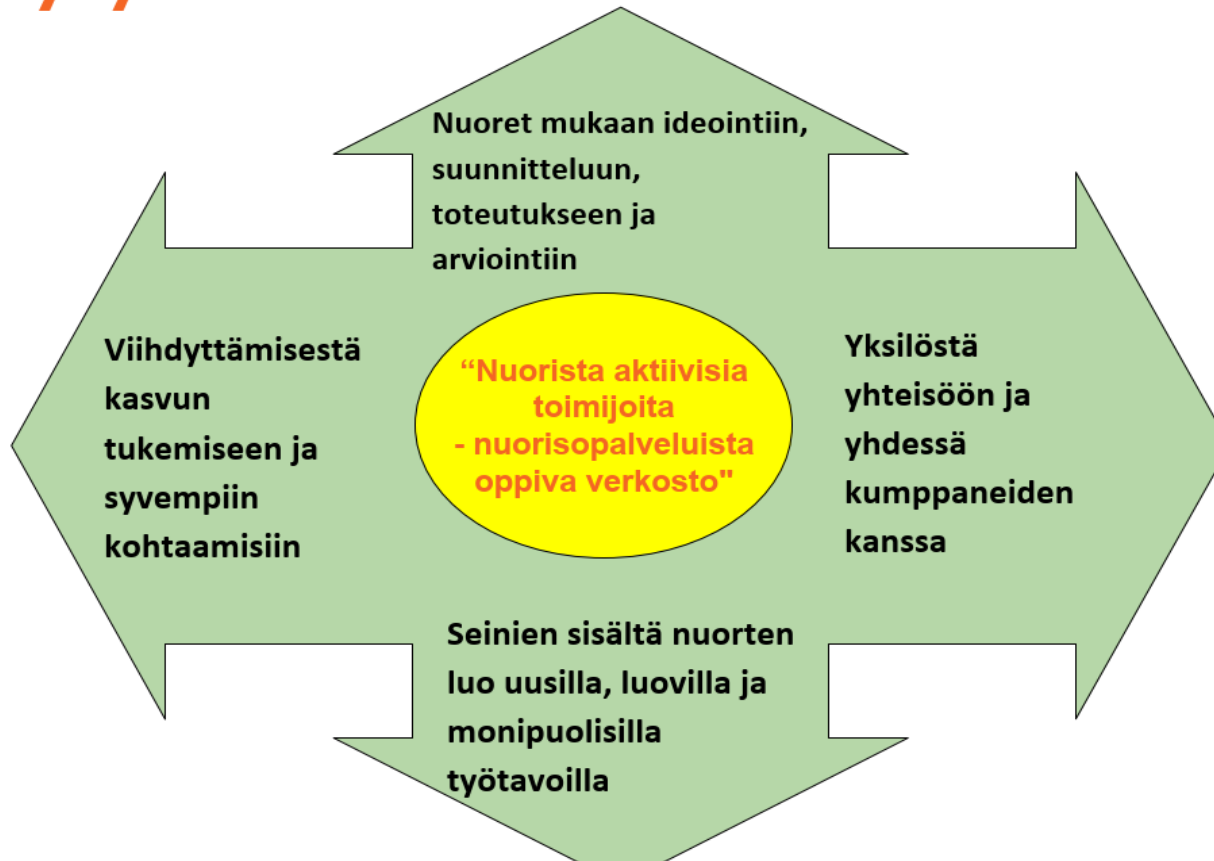 Nuoret mukaan ideointiin,
suunnitteluun,
toteutukseen ja
arviointiin
Viihdyttämisestä
kasvun
tukemiseen ja
syvempiin
kohtaamisiin
“Nuorista aktiivisia
toimijoita
- nuorisopalveluista
oppiva verkosto"
Yksilöstä
yhteisöön ja
yhdessä
kumppaneiden
kanssa
Seinien sisältä nuorten
luo uusilla, luovilla ja
monipuolisilla
työtavoilla